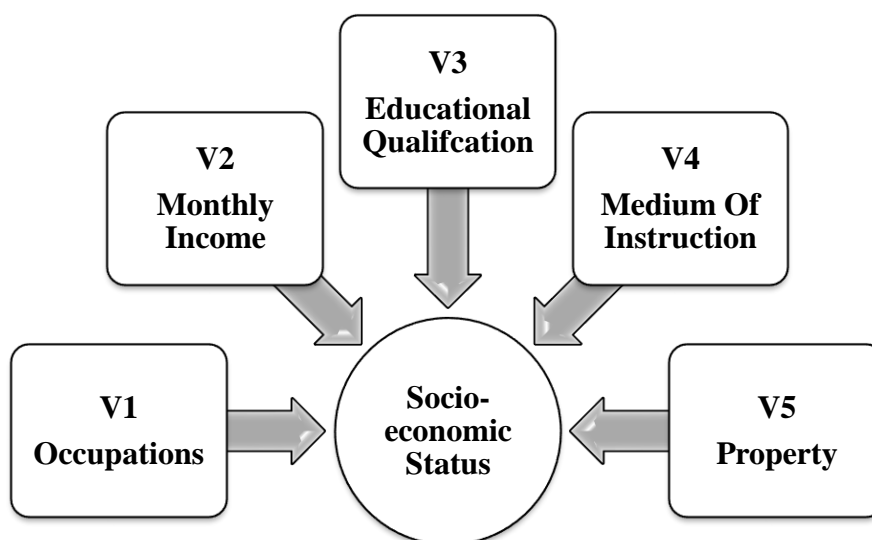 V3
Educational
Qualifcation
V2
Monthly
Income
V4
Medium Of
Instruction
V1
Occupations
Socio-
economic
Status
V5
Property